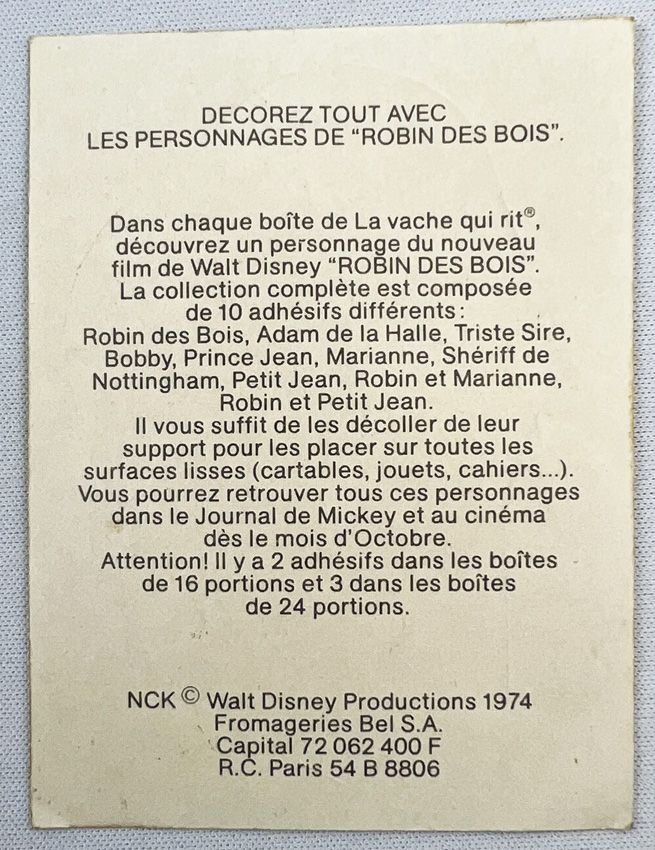 DECOREZ TOUT AVEC
LES PERSONNAGES DE “ROBIN DES BOIS”.
Dans chaque boîte de La vache qui rit®,
découvrez un personnage du nouveau
film de Walt Disney “ROBIN DES BOIS”.
La collection complète est composée
de 10 adhésifs différents :
Robin des Bois, Adam de la Halle, Triste Sire,
Bobby, Prince Jean, Marianne, Shériff de
Nottingham, Petit Jean, Robin et Marianne,
Robin et Petit Jean.
Il vous suffit de les décoller de leur
support pour les placer sur toutes les
surfaces lisses (cartables, jouets, cahiers...).
Vous pourrez retrouver tous ces personnages
dans le Journal de Mickey et au cinéma
dès le mois d’Octobre.
Attention! Il y a 2 adhésifs dans les boîtes
de 16 portions et 3 dans les boîtes
de 24 portions.
NCK © Walt Disney Productions 1974
Fromageries Bel S.A.
Capital 72 062 400 F
R.C. Paris 54 B 8806